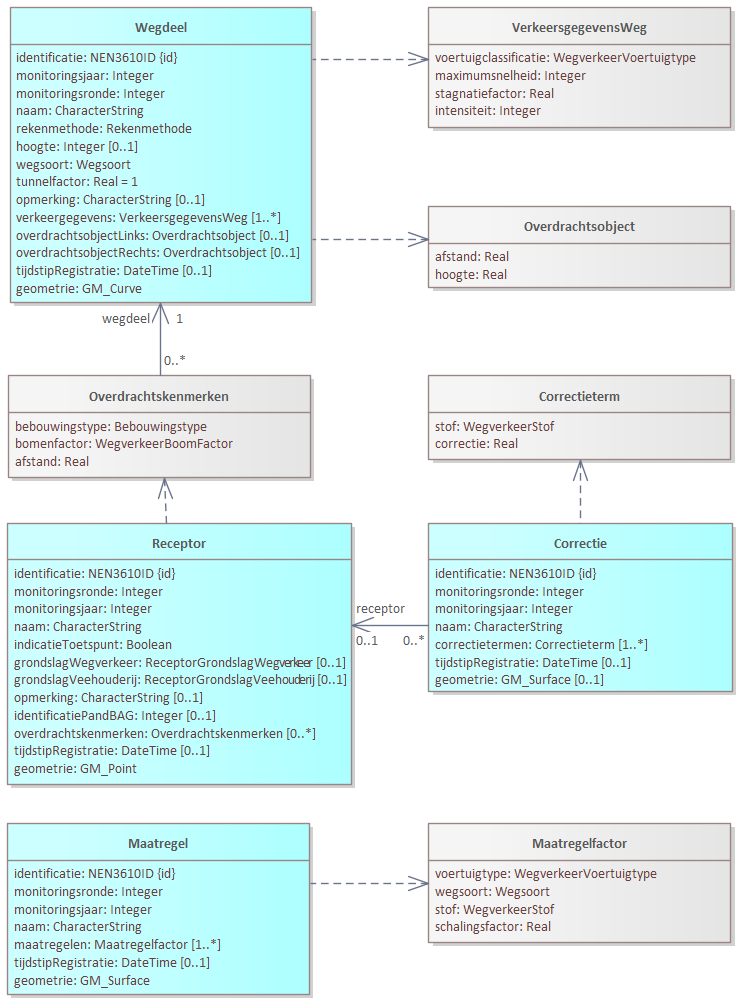 Wegdeel
identificatie: NEN3610ID {id}
monitoringsjaar: Integer
monitoringsronde: Integer
naam: CharacterString
rekenmethode: Rekenmethode
hoogte: Integer [0..1]
wegsoort: Wegsoort
tunnelfactor: Real = 1
opmerking: CharacterString [0..1]
verkeergegevens: VerkeersgegevensWeg [1..*]
overdrachtsobjectLinks: Overdrachtsobject [0..1]
overdrachtsobjectRechts: Overdrachtsobject [0..1]
tijdstipRegistratie: DateTime [0..1]
geometrie: GM_Curve
VerkeersgegevensWeg
voertuigclassificatie: WegverkeerVoertuigtype
maximumsnelheid: Integer
stagnatiefactor: Real
intensiteit: Integer
Overdrachtsobject
afstand: Real
hoogte: Real
wegdeel 1
0..*
Overdrachtskenmerken
bebouwingstype: Bebouwingstype
bomenfactor: WegverkeerBoomFactor
afstand: Real
Correctieterm
stof: WegverkeerStof
correctie: Real
Receptor
identificatie: NEN3610ID {id}
monitoringsronde: Integer
monitoringsjaar: Integer
naam: CharacterString
indicatieToetspunt: Boolean
grondslagWegverkeer: ReceptorGrondslagWegverkeer [0..1]
grondslagVeehouderij: ReceptorGrondslagVeehouderij [0..1]
opmerking: CharacterString [0..1]
identificatiePandBAG: Integer [0..1]
overdrachtskenmerken: Overdrachtskenmerken [0..*]
tijdstipRegistratie: DateTime [0..1]
geometrie: GM_Point
receptor
0..1 0..*
Correctie
identificatie: NEN3610ID {id}
monitoringsronde: Integer
monitoringsjaar: Integer
naam: CharacterString
correctietermen: Correctieterm [1..*]
tijdstipRegistratie: DateTime [0..1]
geometrie: GM_Surface [0..1]
Maatregel
identificatie: NEN3610ID {id}
monitoringsronde: Integer
monitoringsjaar: Integer
naam: CharacterString
maatregelen: Maatregelfactor [1..*]
tijdstipRegistratie: DateTime [0..1]
geometrie: GM_Surface
Maatregelfactor
voertuigtype: WegverkeerVoertuigtype
wegsoort: Wegsoort
stof: WegverkeerStof
schalingsfactor: Real